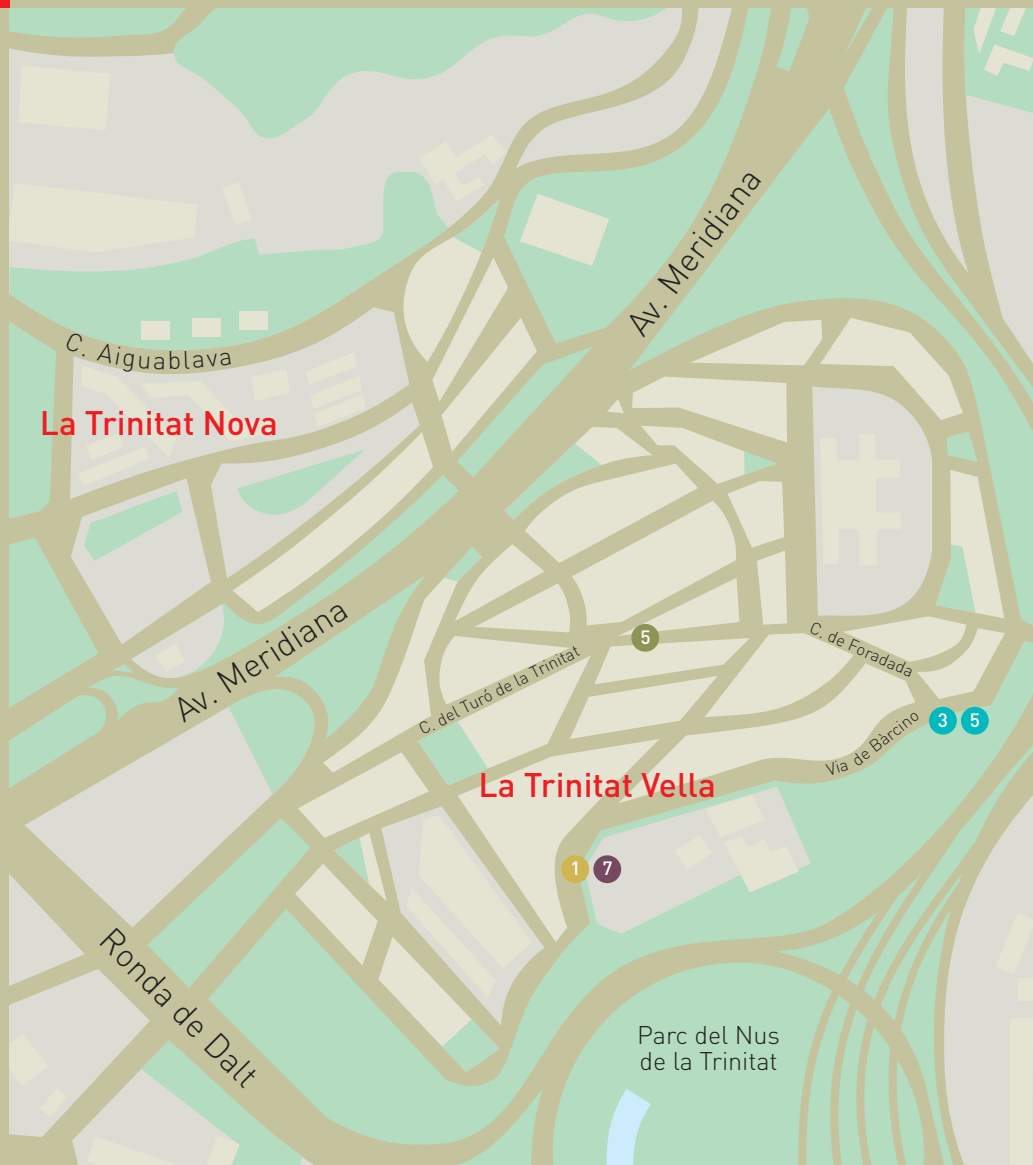 Av. Meridiana
C. Aiguablava
La Trinitat Nova
Av. Meridiana
5
C. de Foradada
C. del Turó de la Trinitat
3 5
Via de Bàrcino
La Trinitat Vella
1 7
Ronda de Dalt
Parc del Nus
de la Trinitat